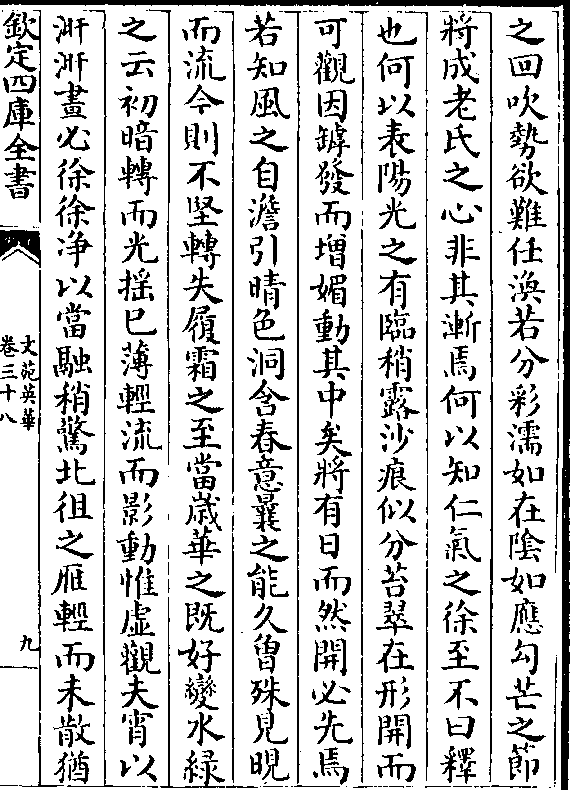 之回吹勢欲難任渙若分彩濡如在陰如應勾芒之節
將成老氏之心非其漸焉何以知仁氣之徐至不曰釋
也何以表陽光之有臨稍露沙痕似分苔翠在形開而
可觀因罅發而增媚動其中矣將有日而然開必先焉
若知風之自澹引晴色洞含春意曩之能久曾殊見晛
而流今則不堅轉失履霜之至當歲華之既好變水綠
之云初暗轉而光揺已薄輕流而影動惟虛觀夫宵以
汧汧晝必徐徐净以當融稍驚北徂之雁輕而未散猶
欽定四庫全書
文苑英華
卷三十八
九